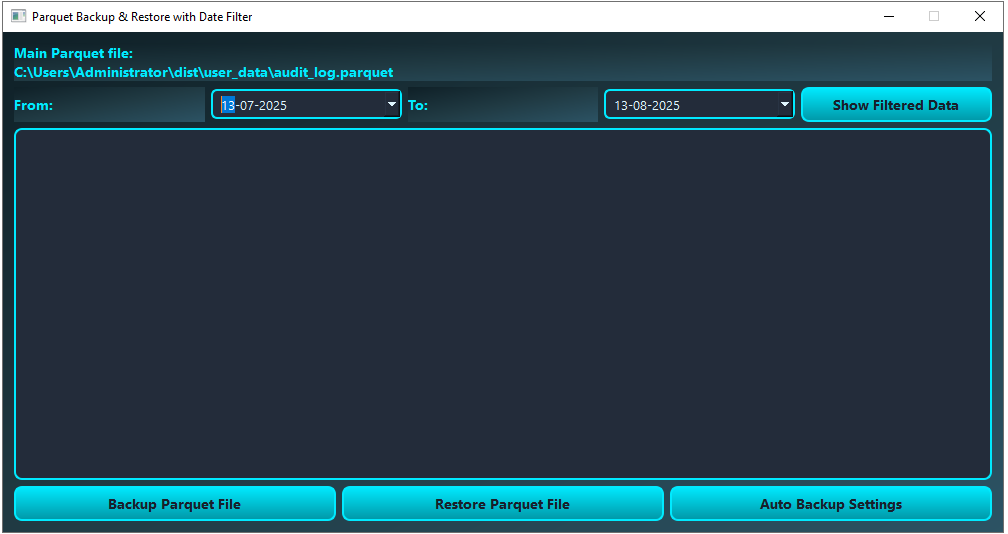 Parquet Backup & Restore with Date Filter
Main Parquet file:
C:\Users\Administrator\dist\user_data\audit_log.parquet
From: 13-07-2025 To: 13-08-2025 Show Filtered Data
Backup Parquet File Restore Parquet File Auto Backup Settings